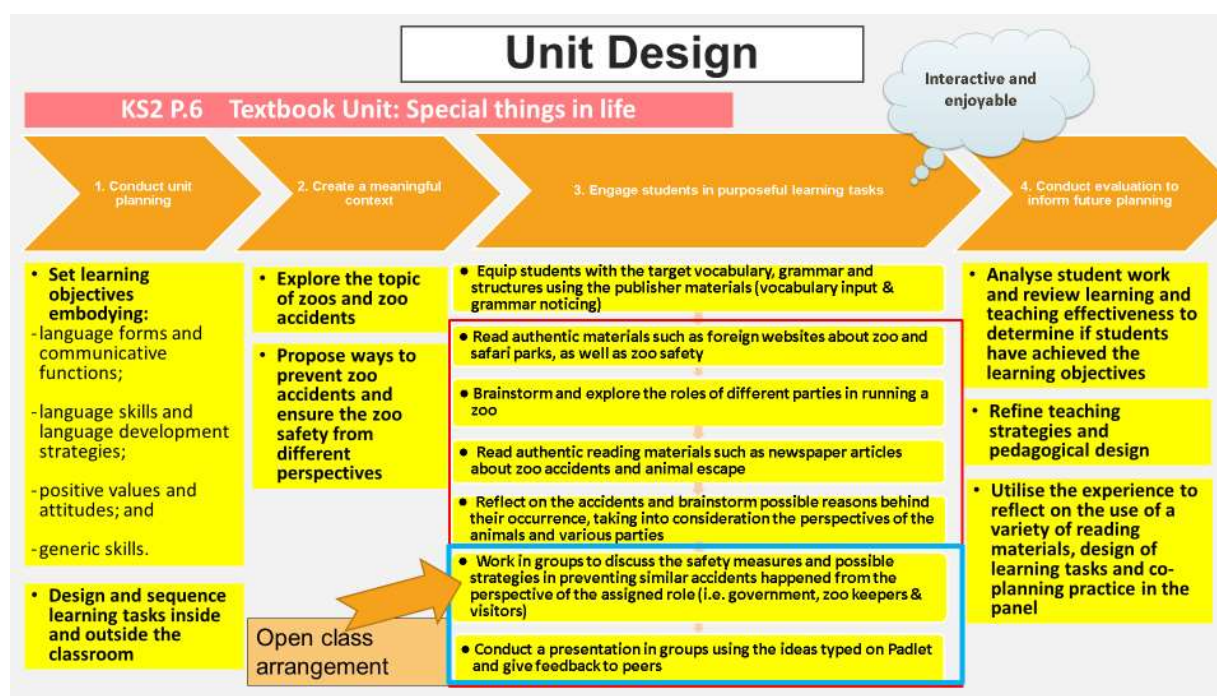 Unit Design
Interactive and
enjoyable
KS2 P.6 Textbook Unit: Special things in life
1. Conduct unit
planning
2. Create a meaningful
context
3. Engage students in purposeful learning tasks
4. Conduct evaluation to
inform future planning
• Set learning
objectives
embodying:
-language forms and
communicative
functions;
-language skills and
language development
strategies;
-positive values and
attitudes; and
-generic skills.
• Design and sequence
learning tasks inside
and outside the
classroom
• Explore the topic
of zoos and zoo
accidents
• Propose ways to
prevent zoo
accidents and
ensure the zoo
safety from
different
perspectives
• Equip students with the target vocabulary, grammar and
structures using the publisher materials (vocabulary input &
grammar noticing)
• Read authentic materials such as foreign websites about zoo and
safari parks, as well as zoo safety
• Brainstorm and explore the roles of different parties in running a
zoo
• Read authentic reading materials such as newspaper articles
about zoo accidents and animal escape
• Reflect on the accidents and brainstorm possible reasons behind
their occurrence, taking into consideration the perspectives of the
animals and various parties
• Work in groups to discuss the safety measures and possible
strategies in preventing similar accidents happened from the
perspective of the assigned role (i.e. government, zoo keepers &
visitors)
• Conduct a presentation in groups using the ideas typed on Padlet
and give feedback to peers
Open class
arrangement
• Analyse student work
and review learning and
teaching effectiveness to
determine if students
have achieved the
learning objectives
• Refine teaching
strategies and
pedagogical design
• Utilise the experience to
reflect on the use of a
variety of reading
materials, design of
learning tasks and co-
planning practice in the
panel